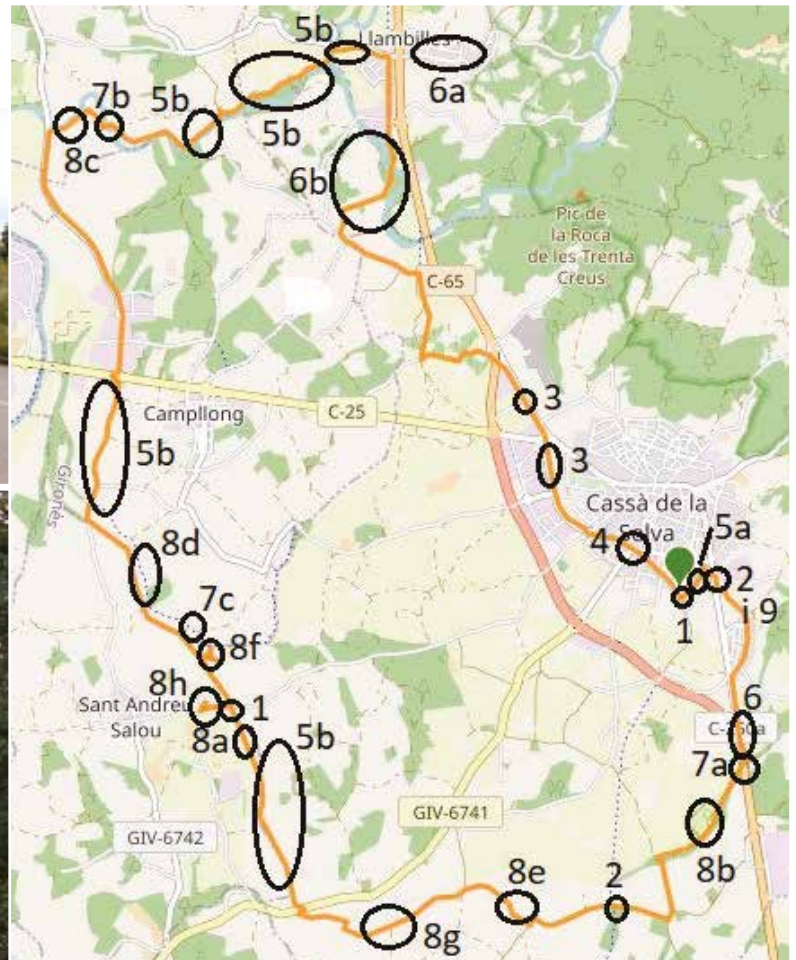 5b
Llambilles
6a
7b
5b
5b
8c
6b
Pic de
la Roca
de les Trenta
Creus
C-65
3
Campllong
C-25
5b
3
Gironès
Cassà de la
Selva
5a
4
2
8d
1
i 9
7c
8f
8h
6
Sant Andreu
Salou
1
8a
5b
C-250a
7a
GIV-6741
GIV-6742
8b
8e
2
8g